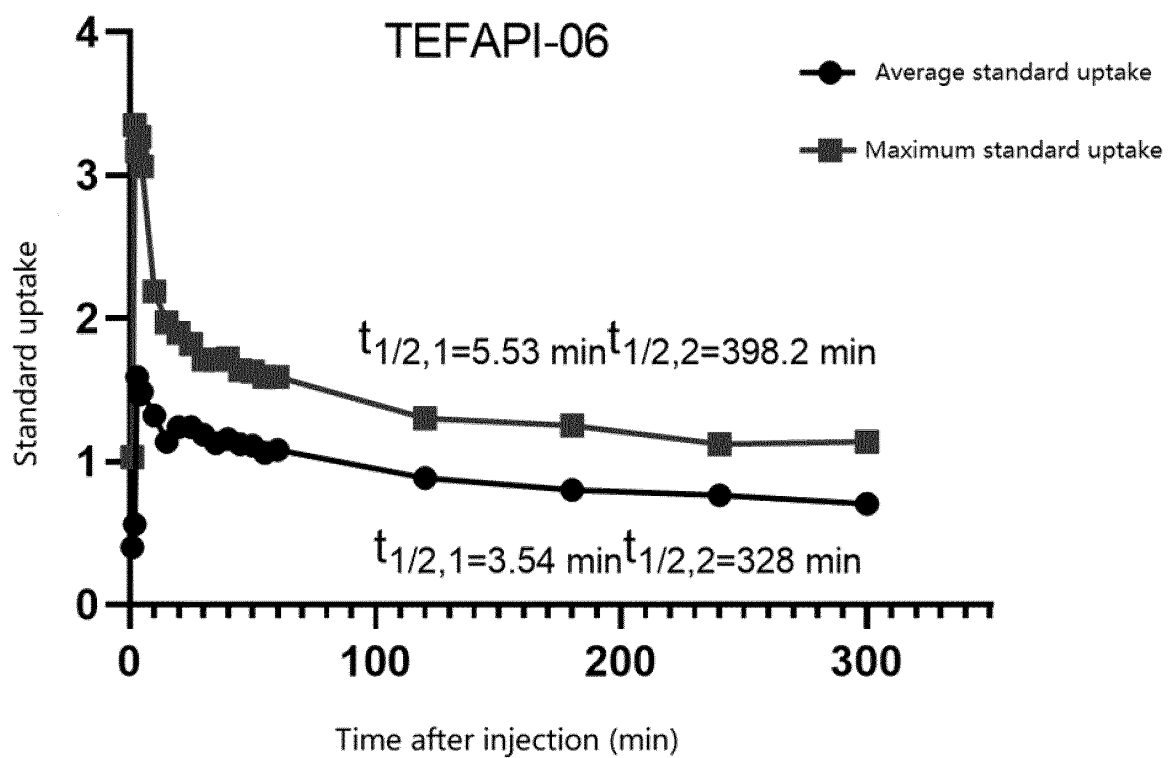 TEFAPI-06
Average standard uptake
Maximum standard uptake
4
3
2
1
0
Standard uptake
t1/2,1=5.53 mint1/2,2=398.2 min
t1/2,1=3.54 mint1/2,2=328 min
0 100 200 300
Time after injection (min)